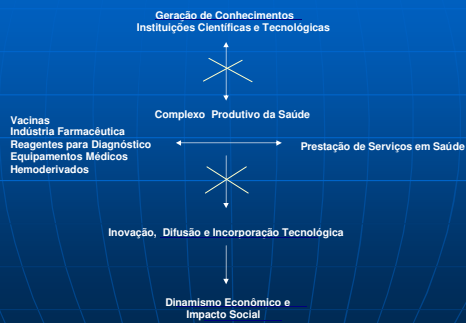 Geração de Conhecimentos
Instituições Científicas e Tecnológicas
Complexo Produtivo da Saúde
Vacinas
Indústria Farmacêutica
Reagentes para Diagnóstico
Equipamentos Médicos
Hemoderivados
Prestação de Serviços em Saúde
Inovação, Difusão e Incorporação Tecnológica
Dinamismo Econômico e
Impacto Social